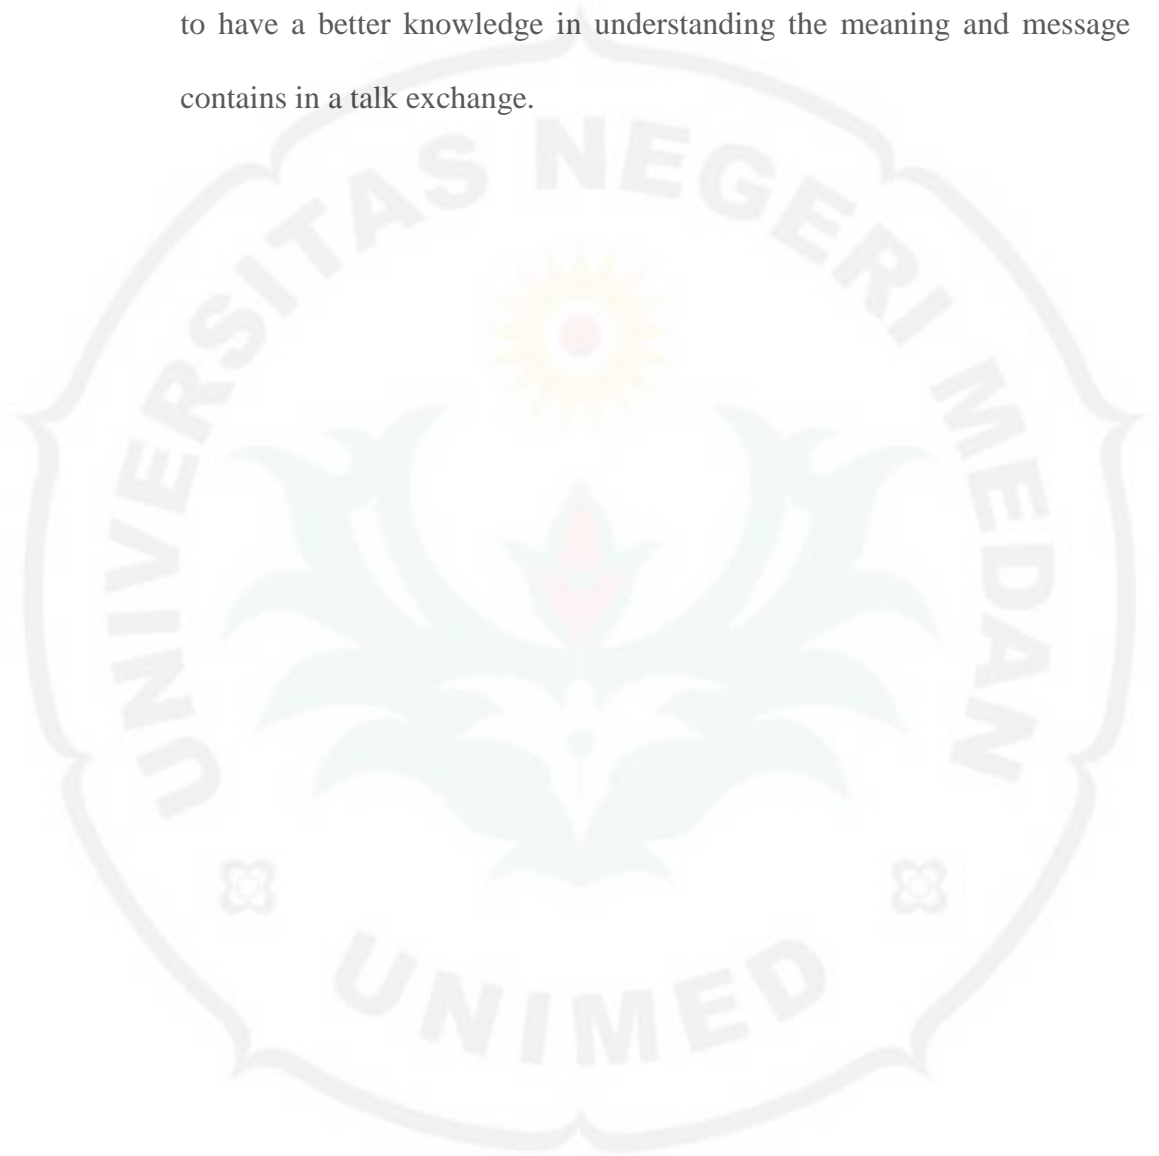 to have a better knowledge in understanding the meaning and message
contains in a talk exchange.
UNIVERSITAS NEGERI MEDAN
UNIMED